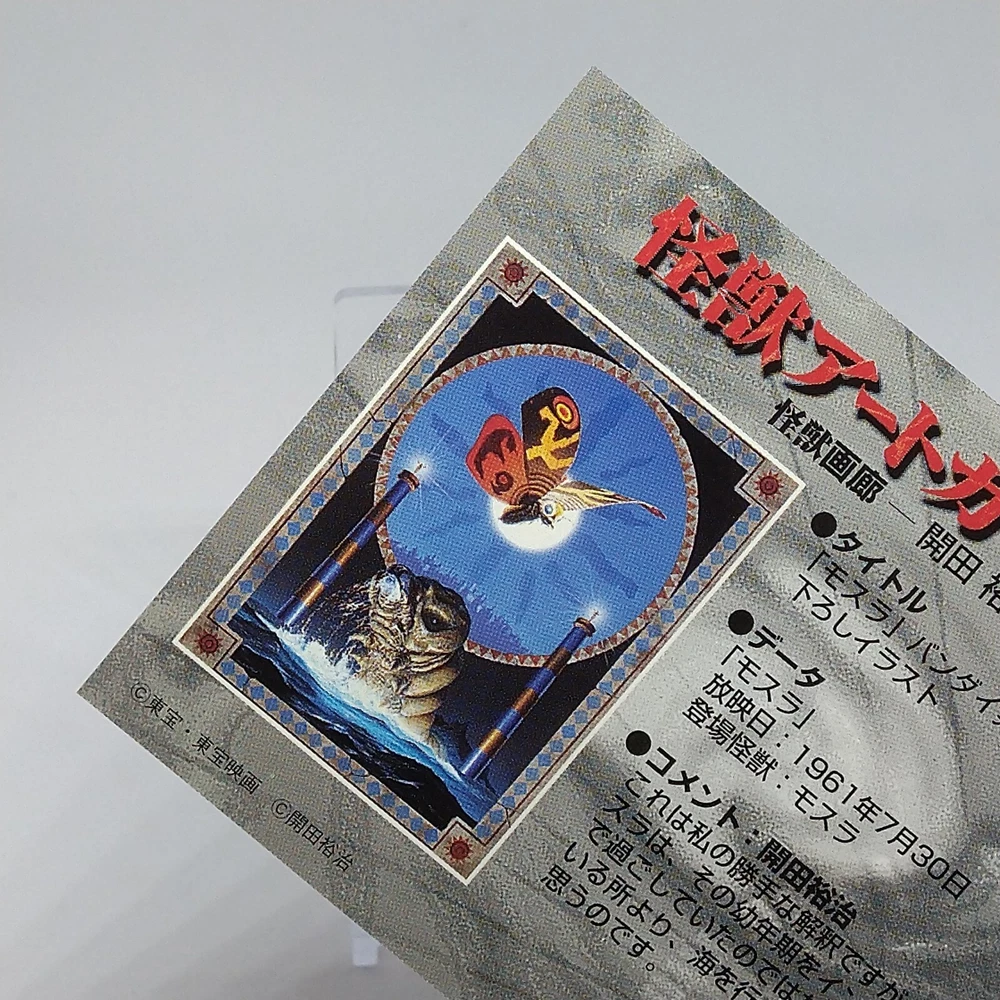 怪獣アートカ
怪獣画廊 ― 開田 裕
●タイトル
「モスラ」バンダイ
下ろしイラスト
●データ
「モスラ」
放映日：1961年7月30日
登場怪獣：モスラ
●コメント：開田裕治
これは私の勝手な解釈ですが
スラは、その幼年期をイ、
で過ごしていたのでは
いる所より、海を行
思うのです。
©東宝・東宝映画 ©開田裕治